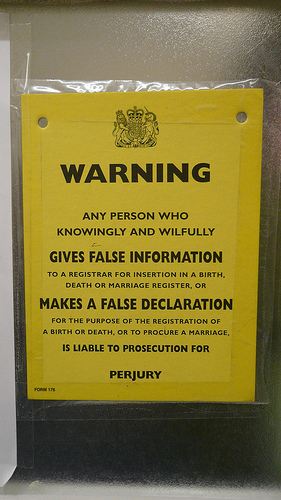 WARNING
ANY PERSON WHO
KNOWINGLY AND WILFULLY
GIVES FALSE INFORMATION
TO A REGISTRAR FOR INSERTION IN A BIRTH,
DEATH OR MARRIAGE REGISTER, OR
MAKES A FALSE DECLARATION
FOR THE PURPOSE OF THE REGISTRATION OF
A BIRTH OR DEATH, OR TO PROCURE A MARRIAGE,
IS LIABLE TO PROSECUTION FOR
PERJURY
FORM 176